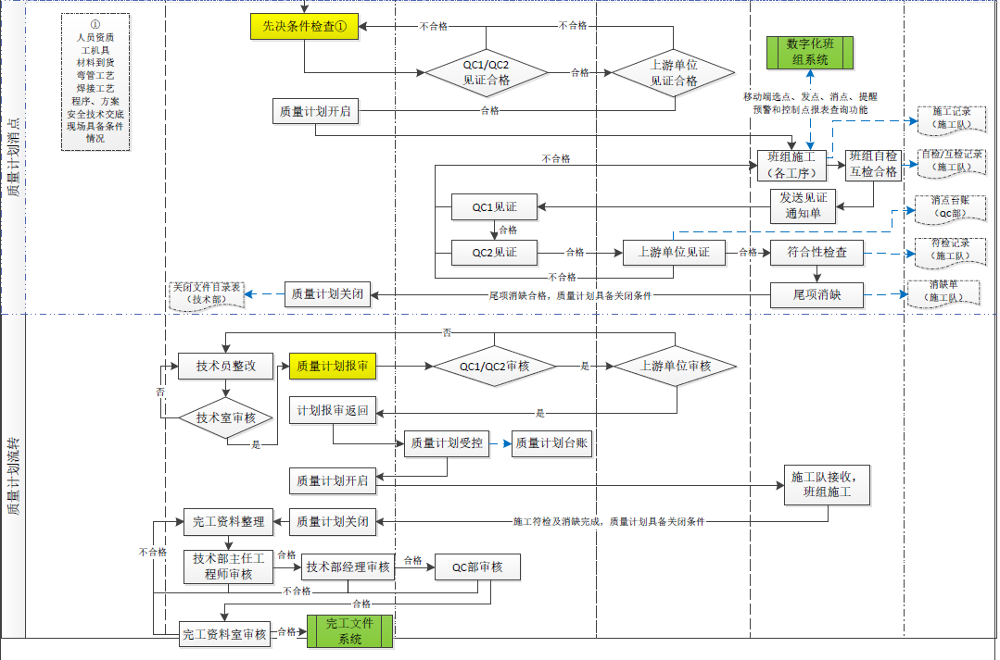 质量计划消点
①
人员资质
工机具
材料到货
弯管工艺
焊接工艺
程序、方案
安全技术交底
现场具备条件
情况
先决条件检查①
不合格
不合格
QC1/QC2
见证合格
合格
上游单位
见证合格
数字化班
组系统
质量计划开启
合格
移动端选点、发点、消点、提醒
预警和控制点报表查询功能
施工记录
（施工队）
不合格
班组施工
（各工序）
班组自检
互检合格
自检/互检记录
（施工队）
QC1见证
发送见证
通知单
消点台账
（QC部）
合格
QC2见证
合格
上游单位见证
合格
符合性检查
符检记录
（施工队）
不合格
关闭文件目录表
（技术部）
质量计划关闭
尾项消缺合格，质量计划具备关闭条件
尾项消缺
消缺单
（施工队）
质量计划流转
否
技术员整改
质量计划报审
QC1/QC2审核
是
上游单位审核
否
技术室审核
是
计划报审返回
是
质量计划受控
质量计划台账
质量计划开启
施工队接收，
班组施工
完工资料整理
质量计划关闭
施工符检及消缺完成，质量计划具备关闭条件
不合格
技术部主任工
程师审核
合格
技术部经理审核
合格
QC部审核
不合格
合格
完工资料室审核
合格
完工文件
系统